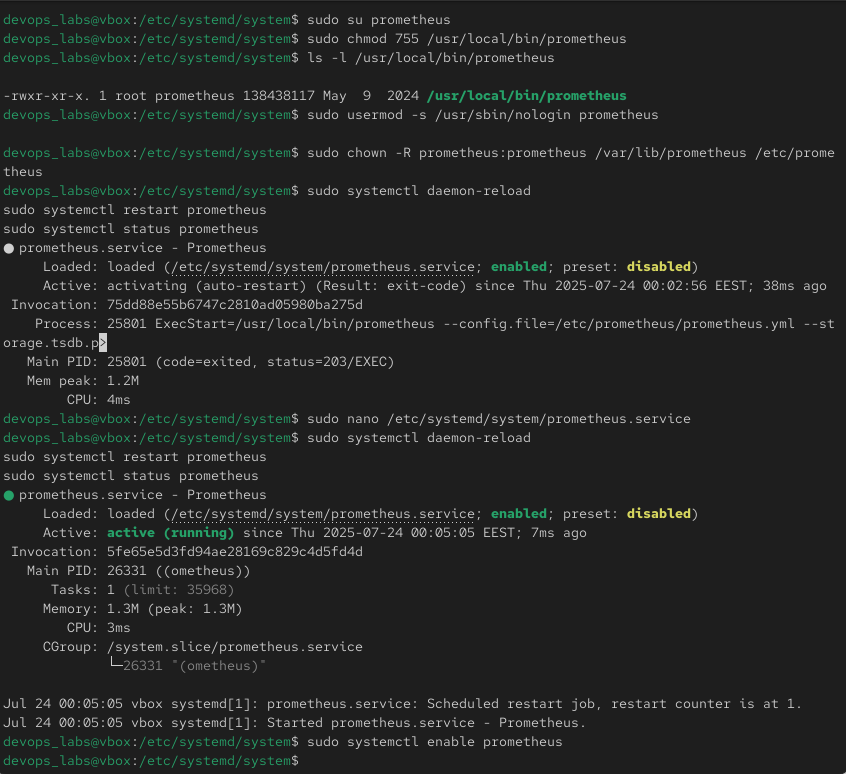 devops_labs@vbox:/etc/systemd/system$ sudo su prometheus
devops_labs@vbox:/etc/systemd/system$ sudo chmod 755 /usr/local/bin/prometheus
devops_labs@vbox:/etc/systemd/system$ ls -l /usr/local/bin/prometheus
-rwxr-xr-x. 1 root prometheus 138438117 May  9  2024 /usr/local/bin/prometheus
devops_labs@vbox:/etc/systemd/system$ sudo usermod -s /usr/sbin/nologin prometheus
devops_labs@vbox:/etc/systemd/system$ sudo chown -R prometheus:prometheus /var/lib/prometheus /etc/prome
theus
devops_labs@vbox:/etc/systemd/system$ sudo systemctl daemon-reload
sudo systemctl restart prometheus
sudo systemctl status prometheus
● prometheus.service - Prometheus
     Loaded: loaded (/etc/systemd/system/prometheus.service; enabled; preset: disabled)
     Active: activating (auto-restart) (Result: exit-code) since Thu 2025-07-24 00:02:56 EEST; 38ms ago
 Invocation: 75dd88e55b6747c2810ad05980ba275d
    Process: 25801 ExecStart=/usr/local/bin/prometheus --config.file=/etc/prometheus/prometheus.yml --st
orage.tsdb.p>
   Main PID: 25801 (code=exited, status=203/EXEC)
   Mem peak: 1.2M
        CPU: 4ms
devops_labs@vbox:/etc/systemd/system$ sudo nano /etc/systemd/system/prometheus.service
devops_labs@vbox:/etc/systemd/system$ sudo systemctl daemon-reload
sudo systemctl restart prometheus
sudo systemctl status prometheus
● prometheus.service - Prometheus
     Loaded: loaded (/etc/systemd/system/prometheus.service; enabled; preset: disabled)
     Active: active (running) since Thu 2025-07-24 00:05:05 EEST; 7ms ago
 Invocation: 5fe65e5d3fd94ae28169c829c4d5fd4d
   Main PID: 26331 ((ometheus))
      Tasks: 1 (limit: 35968)
     Memory: 1.3M (peak: 1.3M)
        CPU: 3ms
     CGroup: /system.slice/prometheus.service
             └─26331 "(ometheus)"
Jul 24 00:05:05 vbox systemd[1]: prometheus.service: Scheduled restart job, restart counter is at 1.
Jul 24 00:05:05 vbox systemd[1]: Started prometheus.service - Prometheus.
devops_labs@vbox:/etc/systemd/system$ sudo systemctl enable prometheus
devops_labs@vbox:/etc/systemd/system$